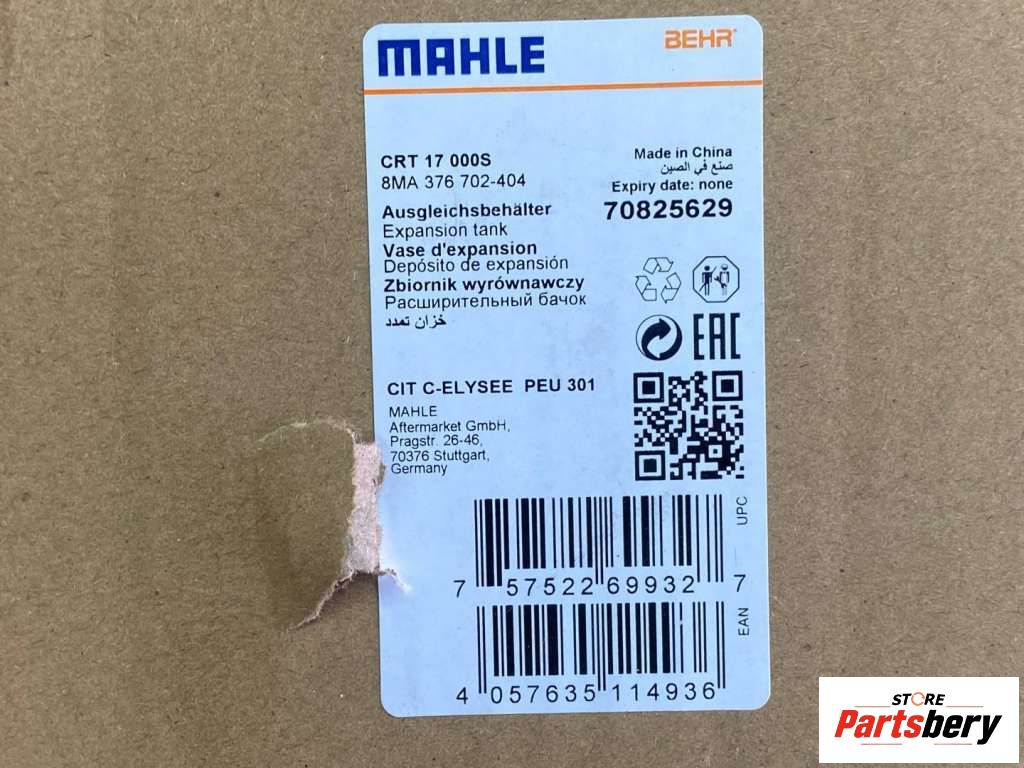 MAHLE
BEHR®
CRT 17 000S
8MA 376 702-404
Made in China
صنع في الصين
Expiry date: none
70825629
Ausgleichsbehälter
Expansion tank
Vase d'expansion
Depósito de expansión
Zbiornik wyrównawczy
Расширительный бачок
خزان تمدد
EAC
CIT C-ELYSEE PEU 301
MAHLE
Aftermarket GmbH,
Pragstr. 26-46,
70376 Stuttgart,
Germany
UPC
7 57522 69932 7
EAN
4 057635 114936
STORE
Partsbery